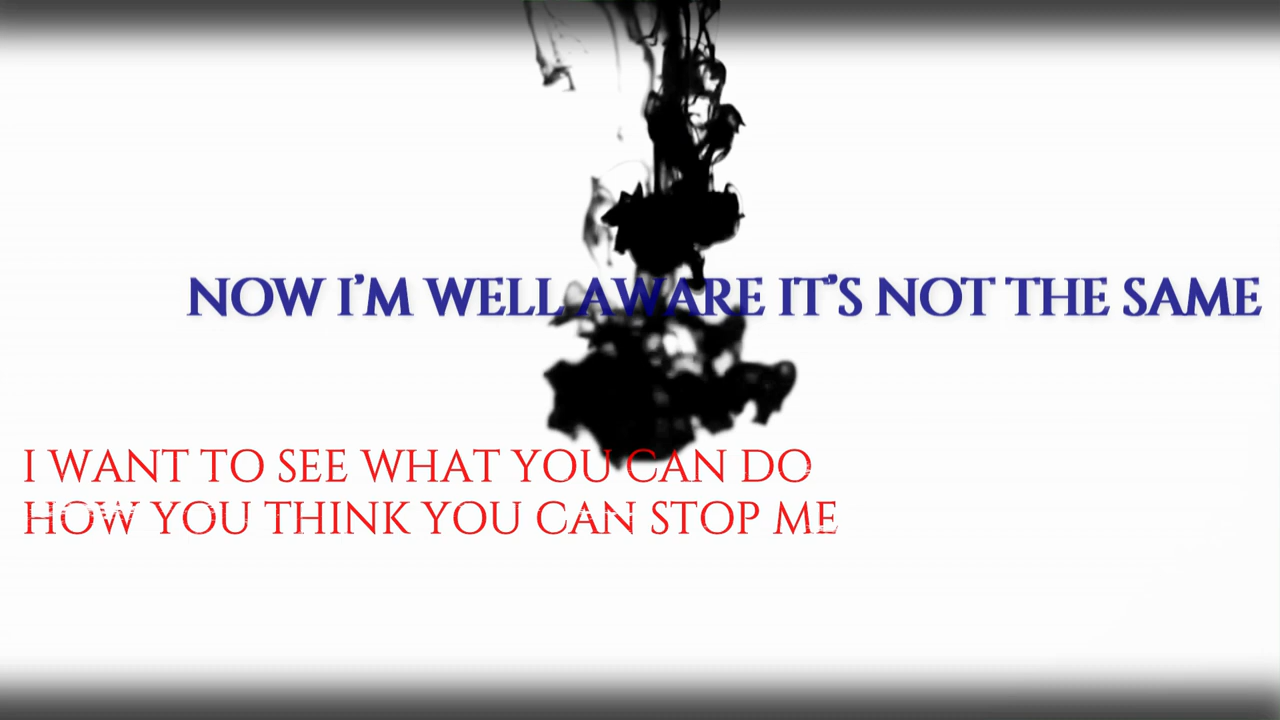 NOW I'M WELL AWARE IT'S NOT THE SAME
I WANT TO SEE WHAT YOU CAN DO
HOW YOU THINK YOU CAN STOP ME